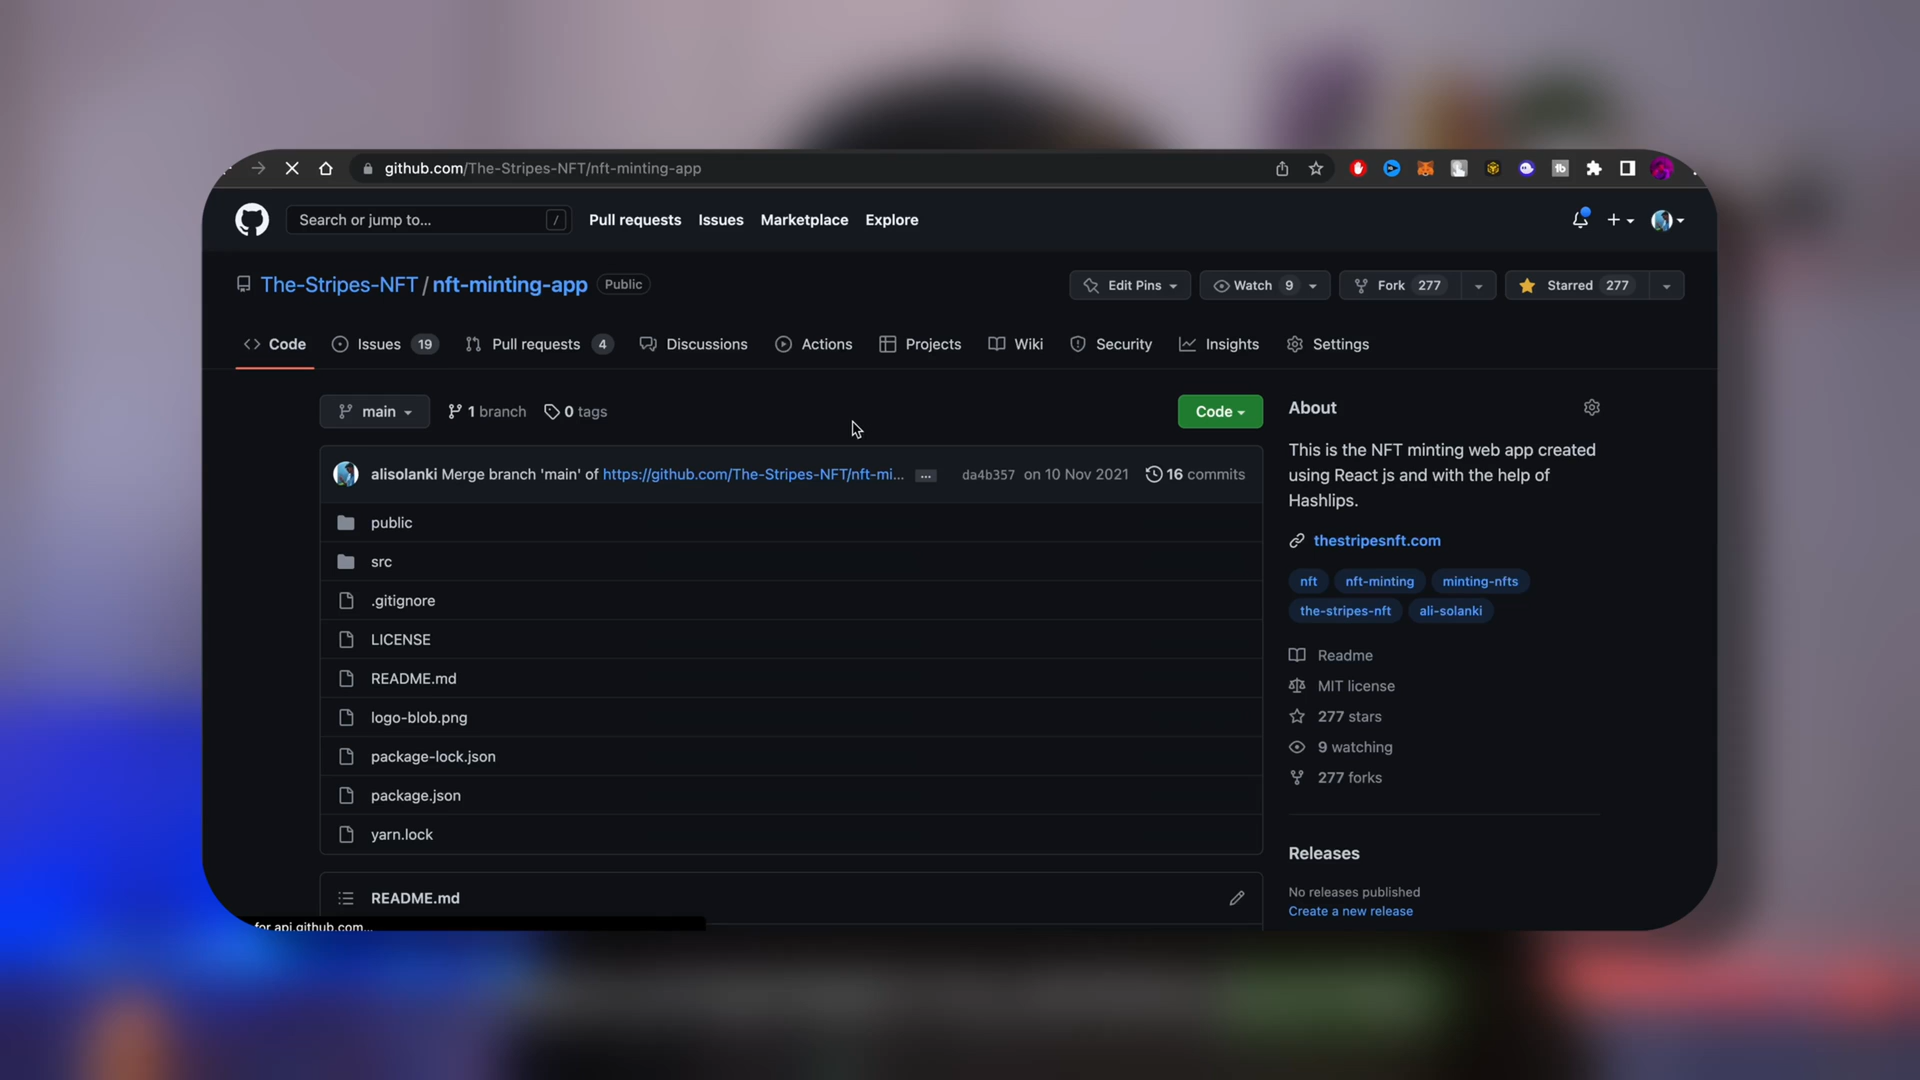 github.com/The-Stripes-NFT/nft-minting-app
Search or jump to... /
Pull requests Issues Marketplace Explore
The-Stripes-NFT / nft-minting-app Public
Edit Pins Watch 9 Fork 277 Starred 277
Code Issues 19 Pull requests 4 Discussions Actions Projects Wiki Security Insights Settings
main 1 branch 0 tags Code
alisolanki Merge branch 'main' of https://github.com/The-Stripes-NFT/nft-mi... ... da4b357 on 10 Nov 2021 16 commits
public
src
.gitignore
LICENSE
README.md
logo-blob.png
package-lock.json
package.json
yarn.lock
README.md
for api.github.com...
About
This is the NFT minting web app created
using React js and with the help of
Hashlips.
thestripesnft.com
nft nft-minting minting-nfts
the-stripes-nft ali-solanki
Readme
MIT license
277 stars
9 watching
277 forks
Releases
No releases published
Create a new release